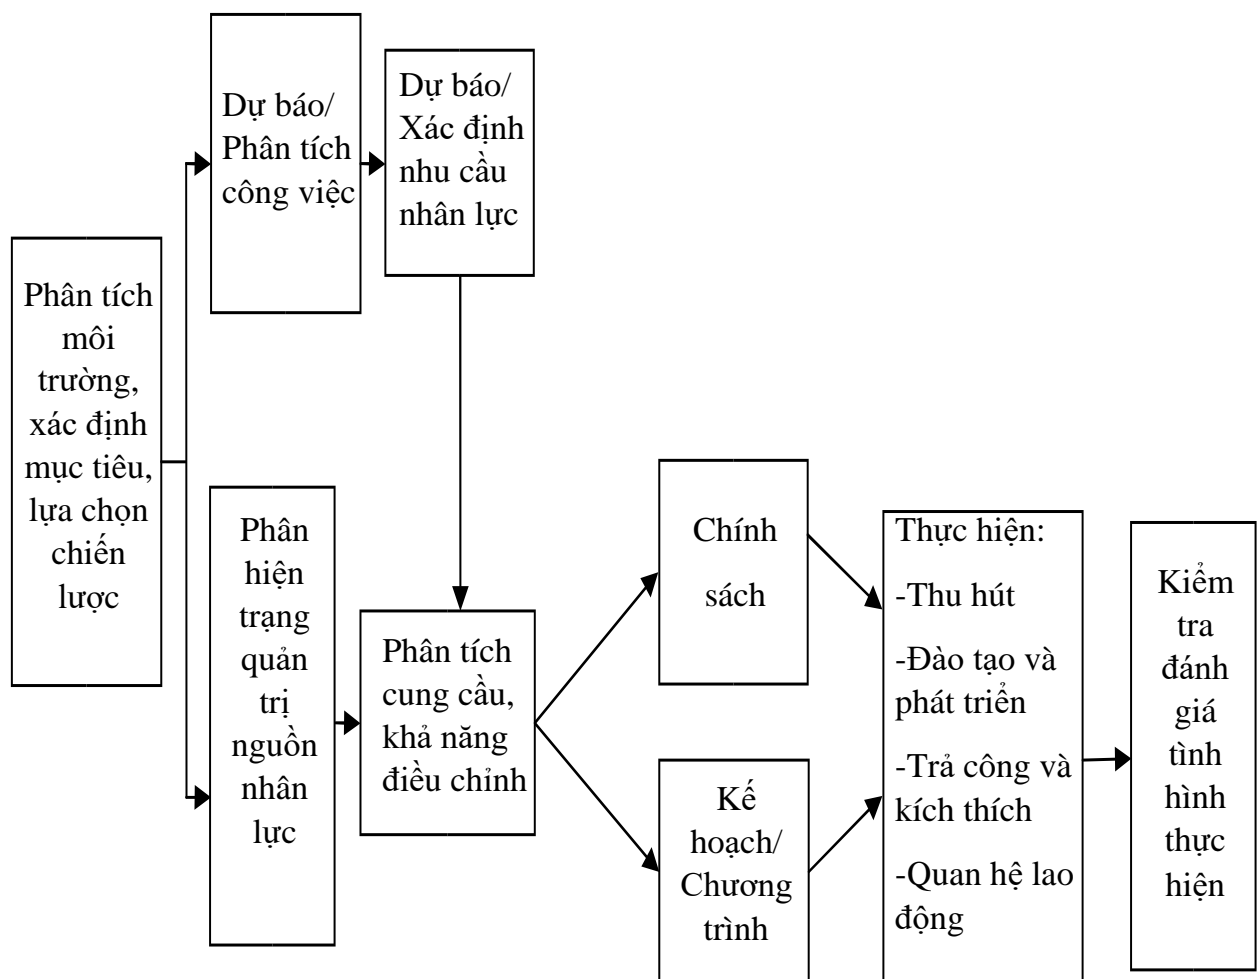 Dự báo/
Phân tích
công việc
Dự báo/
Xác định
nhu cầu
nhân lực
Phân tích
môi
trường,
xác định
mục tiêu,
lựa chọn
chiến
lược
Phân
hiện
trạng
quản
trị
nguồn
nhân
lực
Phân tích
cung cầu,
khả năng
điều chỉnh
Chính
sách
Kế
hoạch/
Chương
trình
Thực hiện:
-Thu hút
-Đào tạo và
phát triển
-Trả công và
kích thích
-Quan hệ lao
động
Kiểm
tra
đánh
giá
tình
hình
thực
hiện